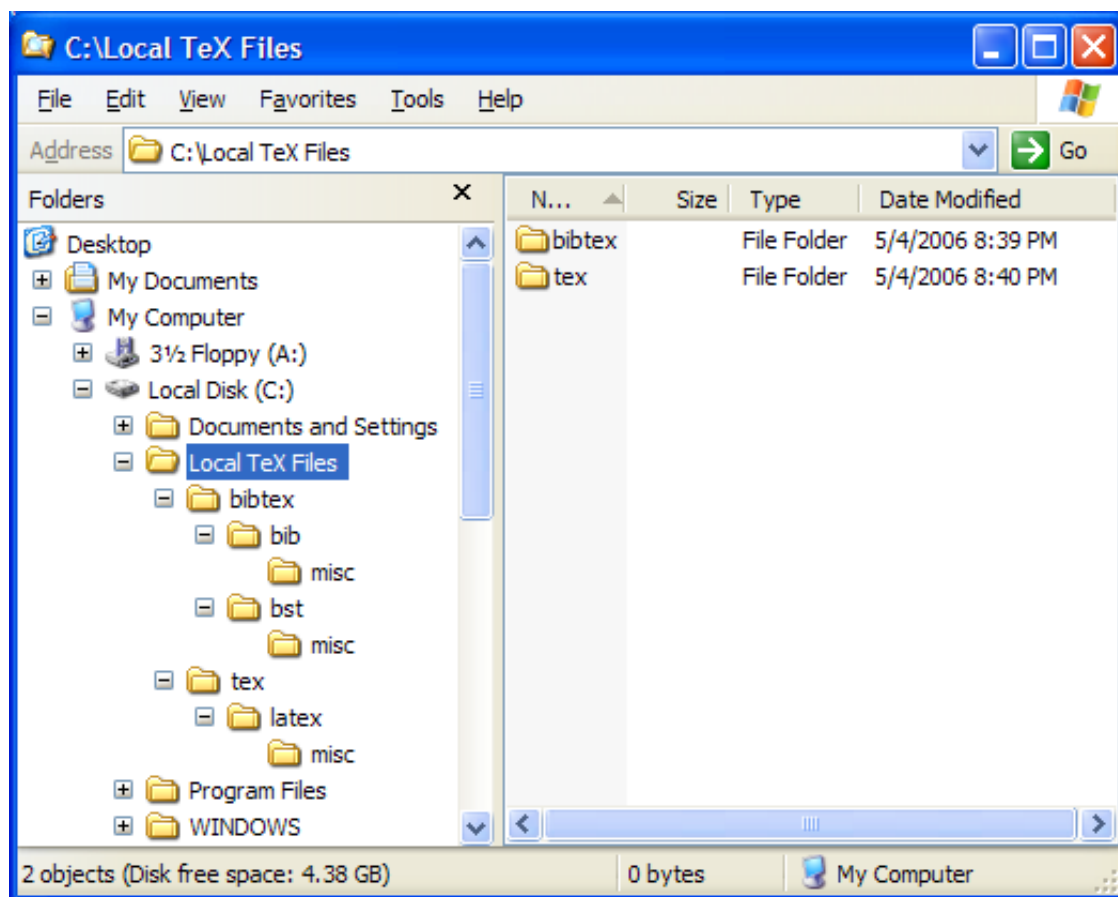 C:\Local TeX Files
File Edit View Favorites Tools Help
Address C:\Local TeX Files Go
Folders
Desktop
My Documents
My Computer
3½ Floppy (A:)
Local Disk (C:)
Documents and Settings
Local TeX Files
bibtex
bib
misc
bst
misc
tex
latex
misc
Program Files
WINDOWS
N... Size Type Date Modified
bibtex File Folder 5/4/2006 8:39 PM
tex File Folder 5/4/2006 8:40 PM
2 objects (Disk free space: 4.38 GB) 0 bytes My Computer